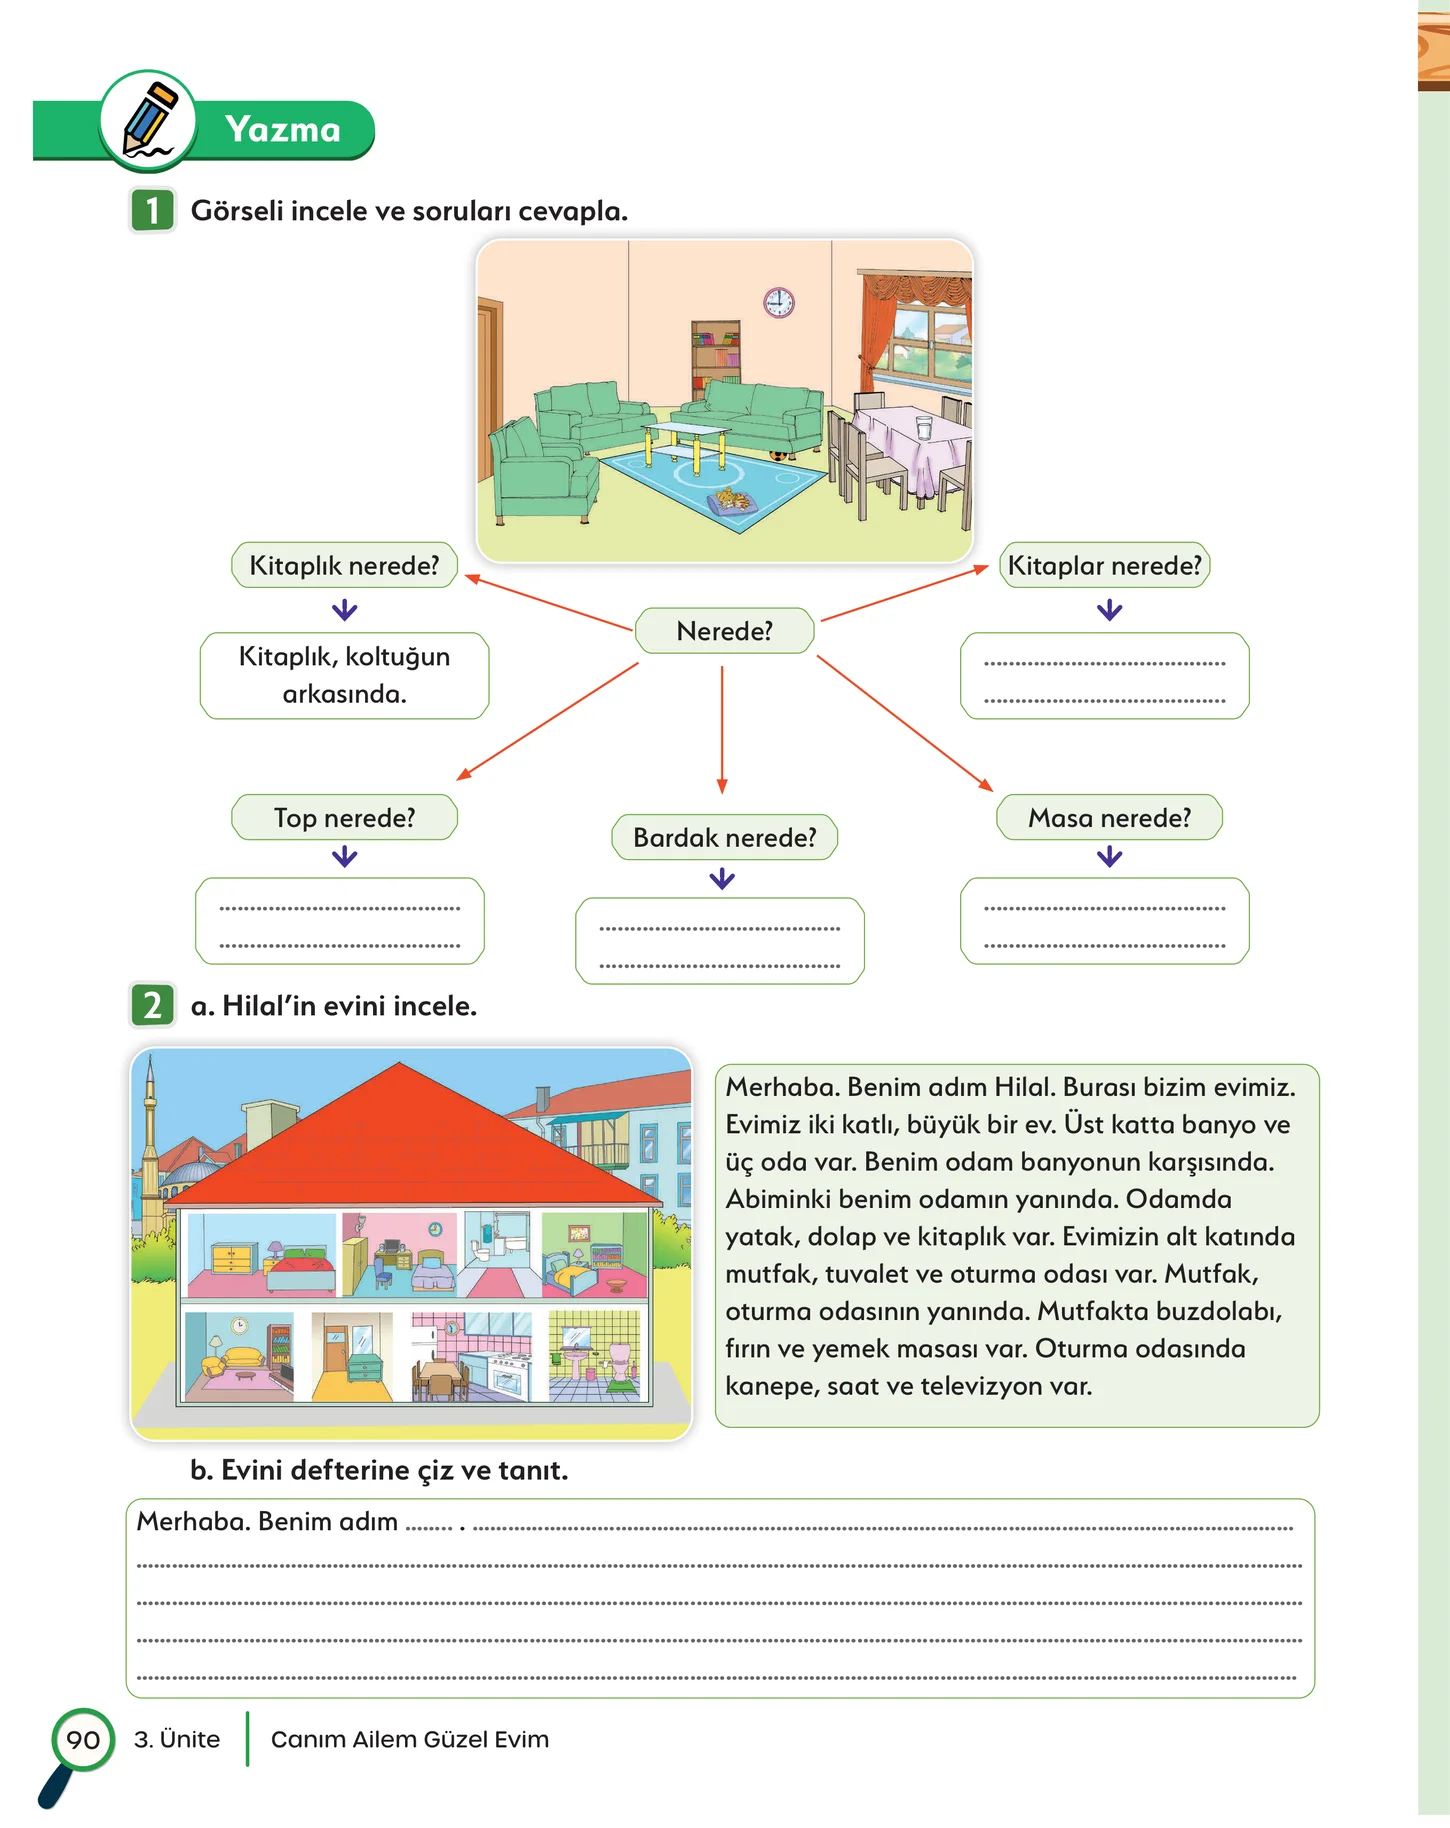 Yazma
1 Görseli incele ve soruları cevapla.
Kitaplık nerede?
Kitaplar nerede?
Nerede?
Kitaplık, koltuğun
arkasında.
........................................
........................................
Top nerede?
Bardak nerede?
Masa nerede?
........................................
........................................
........................................
........................................
........................................
........................................
2 a. Hilal’in evini incele.
Merhaba. Benim adım Hilal. Burası bizim evimiz.
Evimiz iki katlı, büyük bir ev. Üst katta banyo ve
üç oda var. Benim odam banyonun karşısında.
Abiminki benim odamın yanında. Odamda
yatak, dolap ve kitaplık var. Evimizin alt katında
mutfak, tuvalet ve oturma odası var. Mutfak,
oturma odasının yanında. Mutfakta buzdolabı,
fırın ve yemek masası var. Oturma odasında
kanepe, saat ve televizyon var.
b. Evini defterine çiz ve tanıt.
Merhaba. Benim adım ........ . ........................................
........................................
........................................
........................................
........................................
90 3. Ünite Canım Ailem Güzel Evim